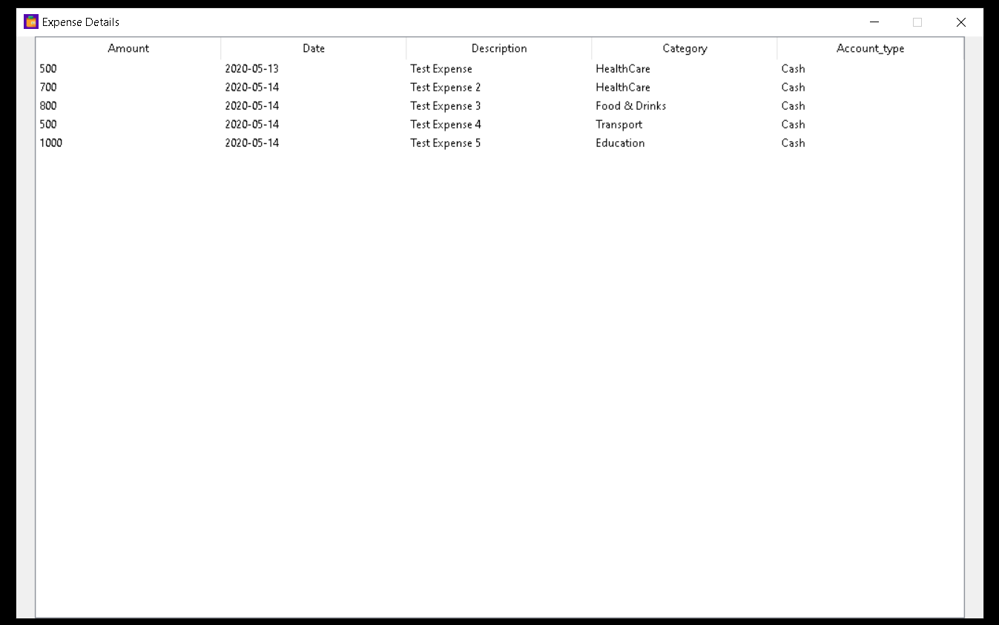 Expense Details
Amount Date Description Category Account_type
500 2020-05-13 Test Expense HealthCare Cash
700 2020-05-14 Test Expense 2 HealthCare Cash
800 2020-05-14 Test Expense 3 Food & Drinks Cash
500 2020-05-14 Test Expense 4 Transport Cash
1000 2020-05-14 Test Expense 5 Education Cash